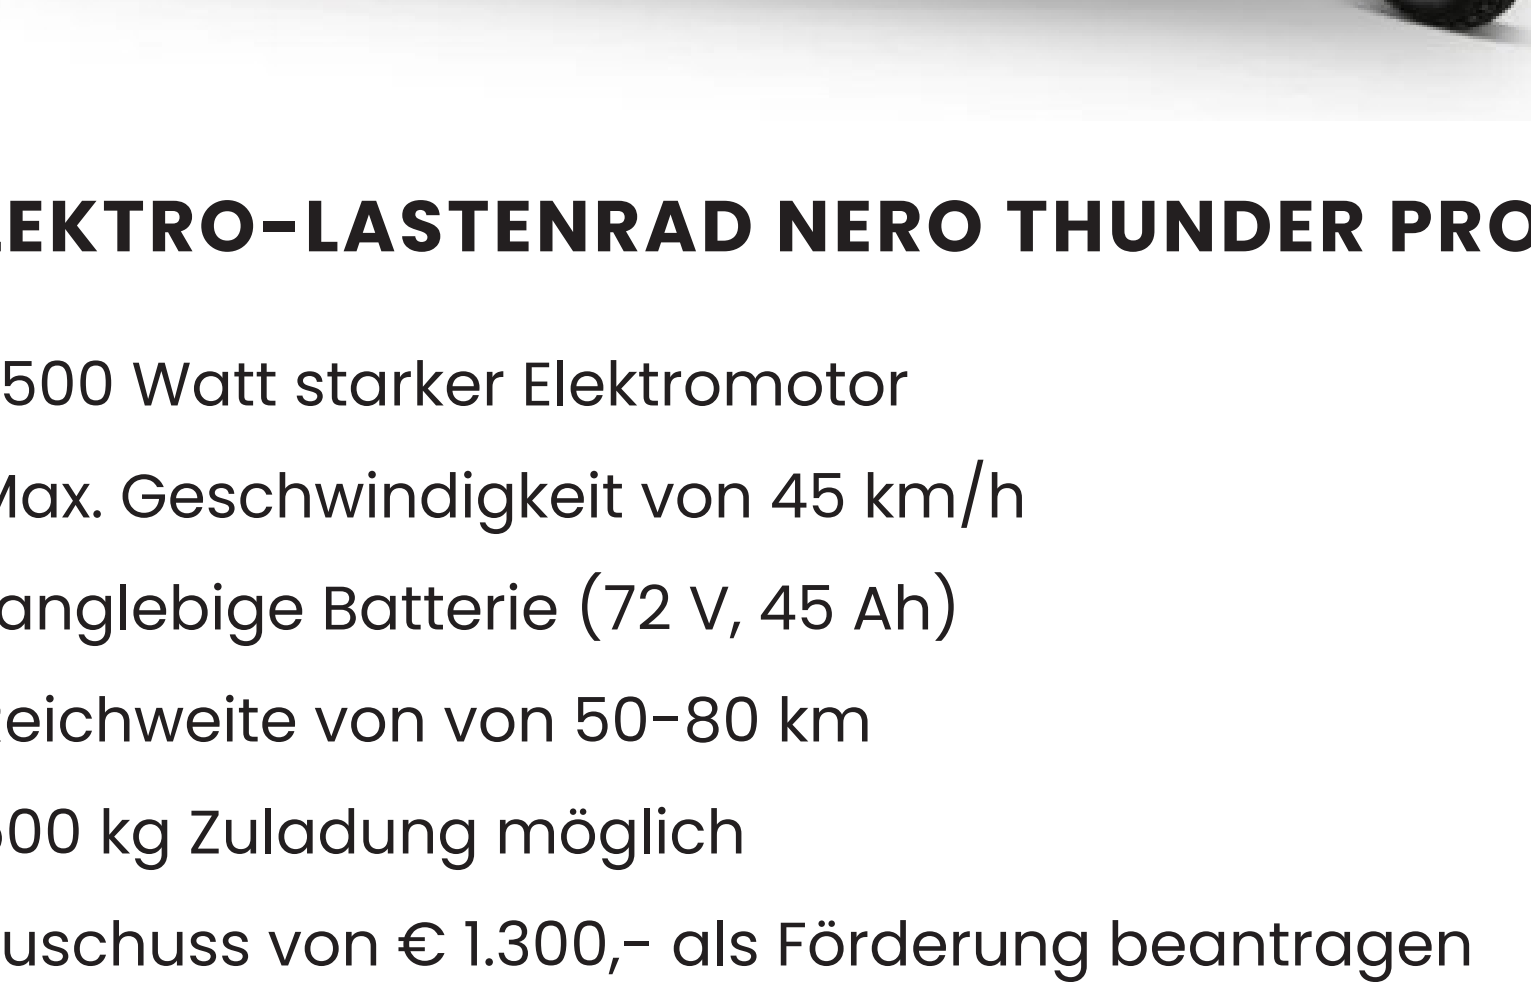 LEKTRO-LASTENRAD NERO THUNDER PRO
500 Watt starker Elektromotor
Max. Geschwindigkeit von 45 km/h
anglebige Batterie (72 V, 45 Ah)
eichweite von von 50-80 km
00 kg Zuladung möglich
uschuss von € 1.300,- als Förderung beantragen